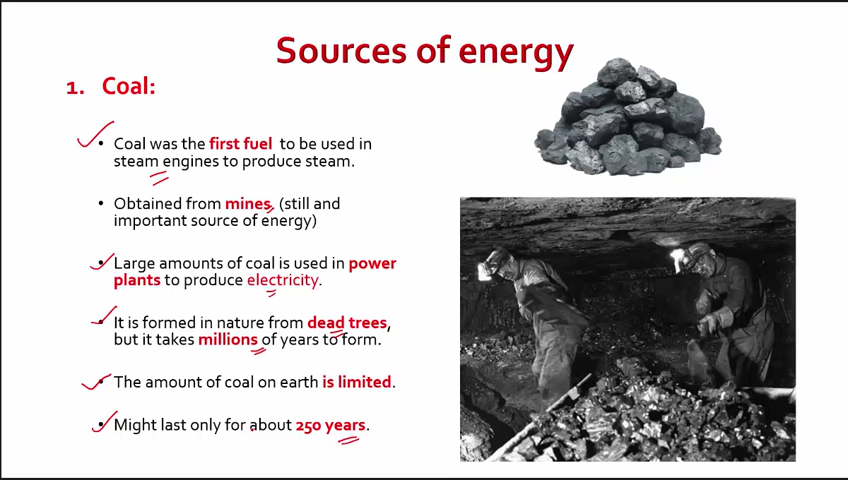 Sources of energy
1. Coal:
• Coal was the first fuel to be used in
steam engines to produce steam.
• Obtained from mines, (still and
important source of energy)
• Large amounts of coal is used in power
plants to produce electricity.
• It is formed in nature from dead trees,
but it takes millions of years to form.
• The amount of coal on earth is limited.
• Might last only for about 250 years.